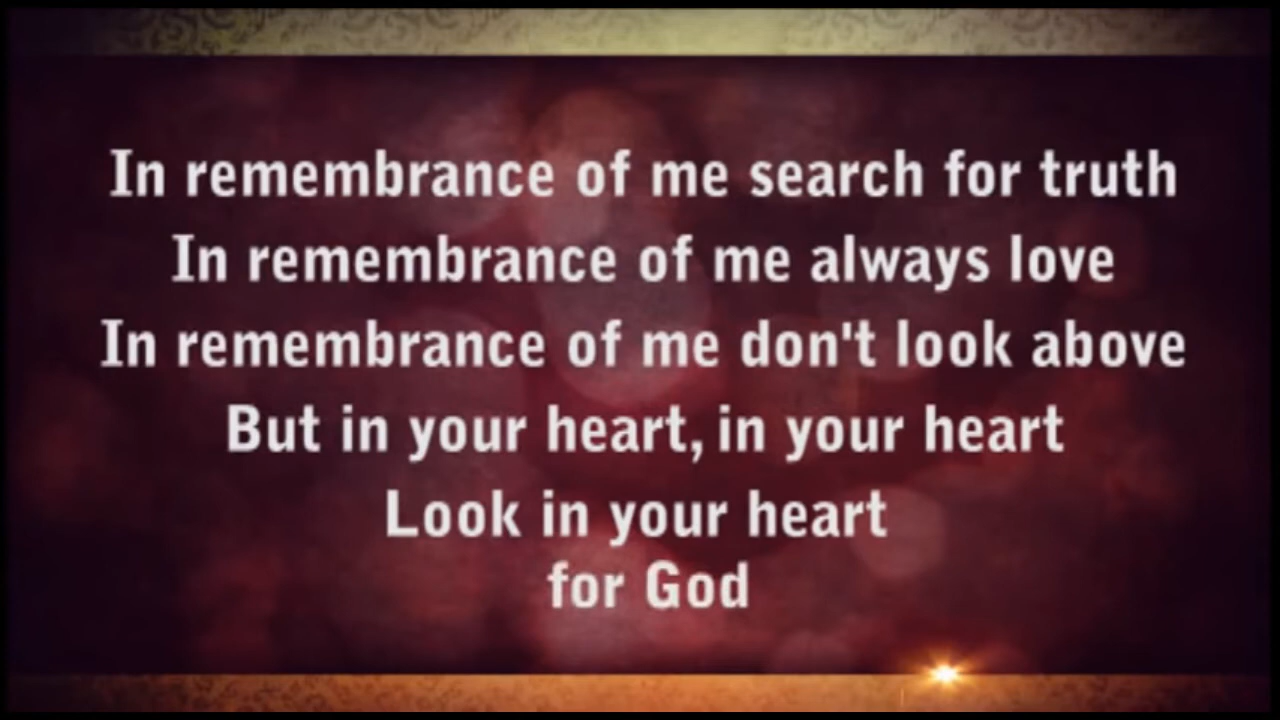 In remembrance of me search for truth
In remembrance of me always love
In remembrance of me don't look above
But in your heart, in your heart
Look in your heart
for God